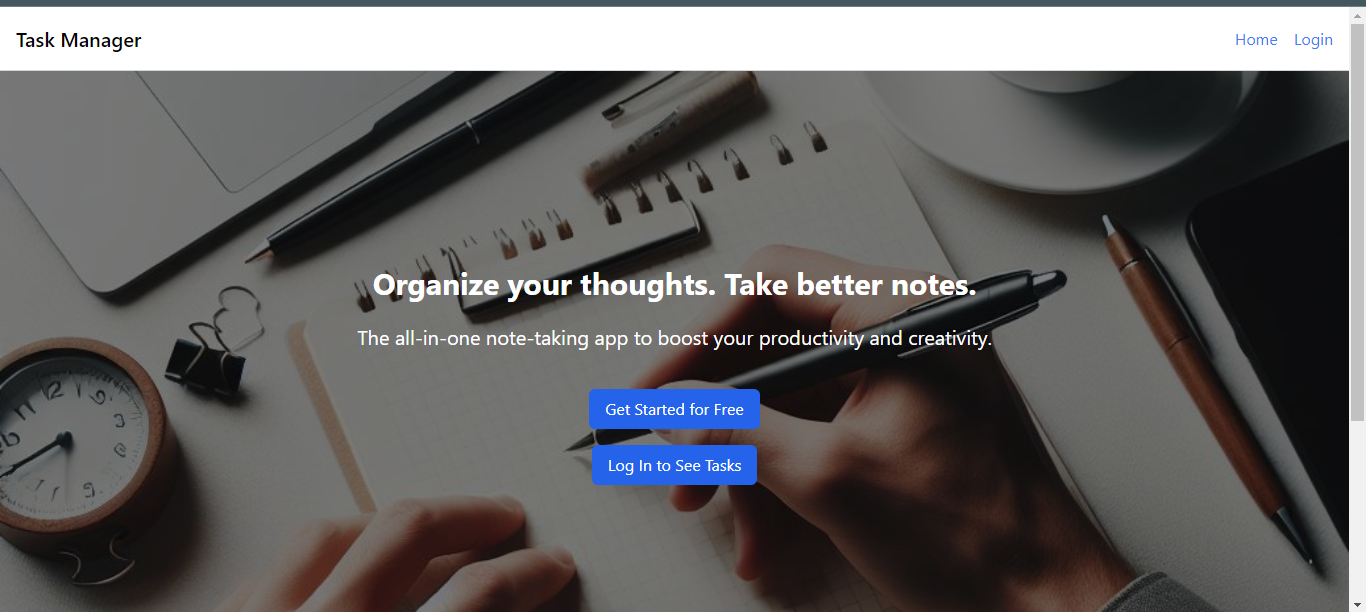 Task Manager
Home Login
Organize your thoughts. Take better notes.
The all-in-one note-taking app to boost your productivity and creativity.
Get Started for Free
Log In to See Tasks